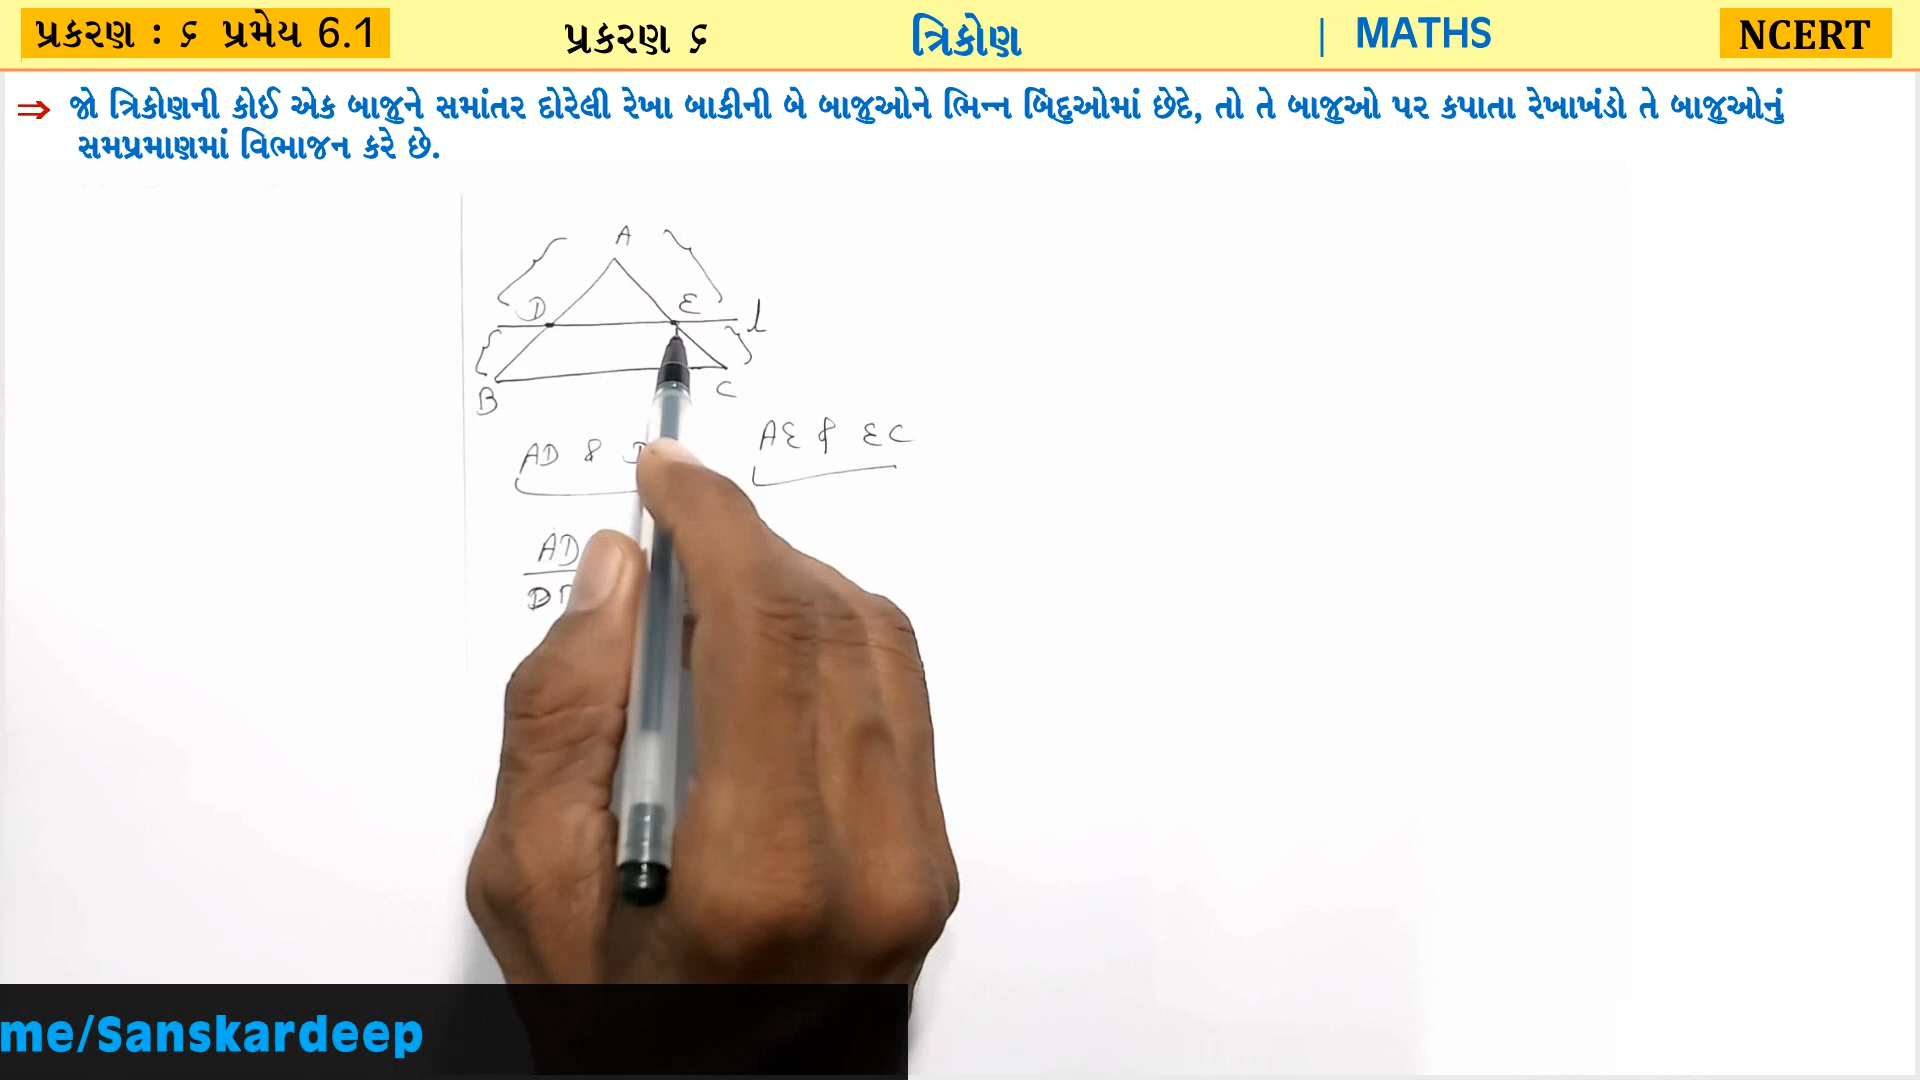 પ્રકરણ : ૬ પ્રમેય 6.1
પ્રકરણ ૬
ત્રિકોણ
| MATHS
NCERT
⇒ જો ત્રિકોણની કોઈ એક બાજુને સમાંતર દોરેલી રેખા બાકીની બે બાજુઓને ભિન્ન બિંદુઓમાં છેદે, તો તે બાજુઓ પર કપાતા રેખાખંડો તે બાજુઓનું
સમપ્રમાણમાં વિભાજન કરે છે.
A
D E l
B C
AD &
AE & EC
AD
me/Sanskardeep